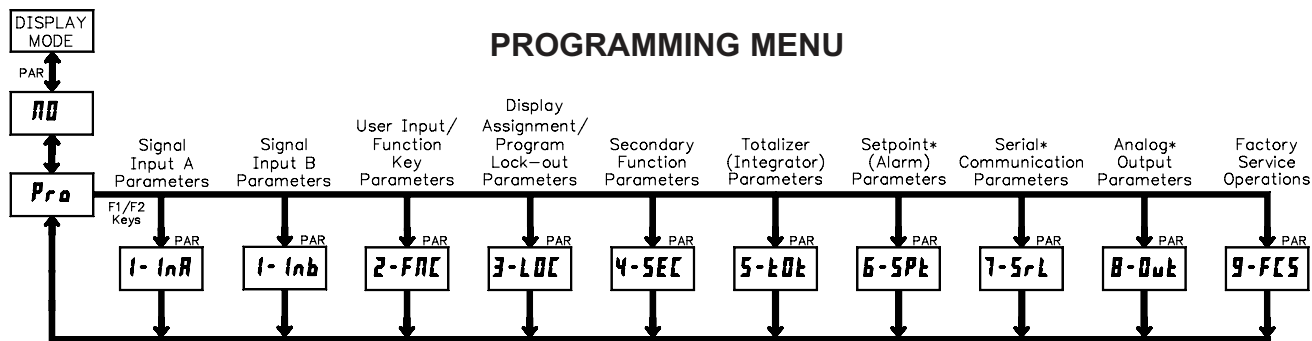 DISPLAY
MODE
PROGRAMMING MENU
PAR
NO
Pro
F1/F2
Keys
Signal
Input A
Parameters
Signal
Input B
Parameters
User Input/
Function
Key
Parameters
Display
Assignment/
Program
Lock-out
Parameters
Secondary
Function
Parameters
Totalizer
(Integrator)
Parameters
Setpoint*
(Alarm)
Parameters
Serial*
Communication
Parameters
Analog*
Output
Parameters
Factory
Service
Operations
PAR
1-InA
PAR
1-Inb
PAR
2-FNC
PAR
3-LOC
PAR
4-SEC
PAR
5-tOt
PAR
6-SPt
PAR
7-SrL
PAR
8-Out
PAR
9-FCS